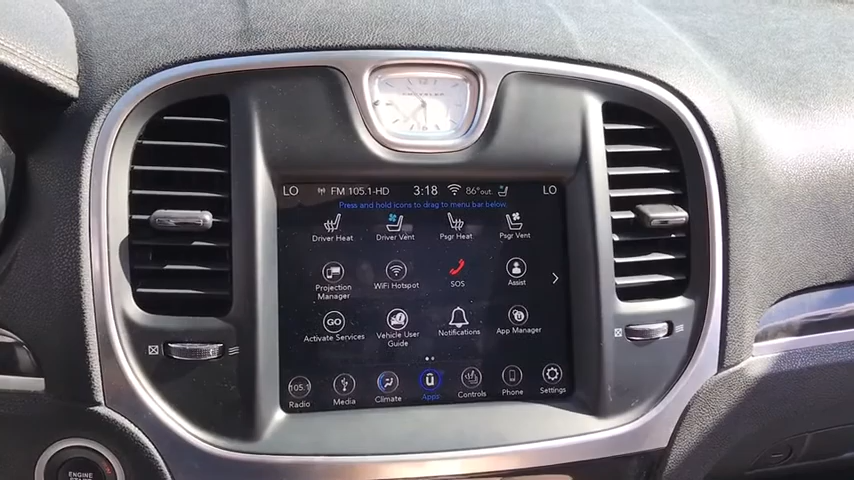 CHRYSLER
LO FM 105.1-HD 3:18 86° out. LO
Press and hold icons to drag to menu bar below.
Driver Heat Driver Vent Psgr Heat Psgr Vent
Projection
Manager WiFi Hotspot SOS Assist
GO
Activate Services Vehicle User
Guide Notifications App Manager
105.1
Radio Media Climate Apps Controls Phone Settings
ENGINE